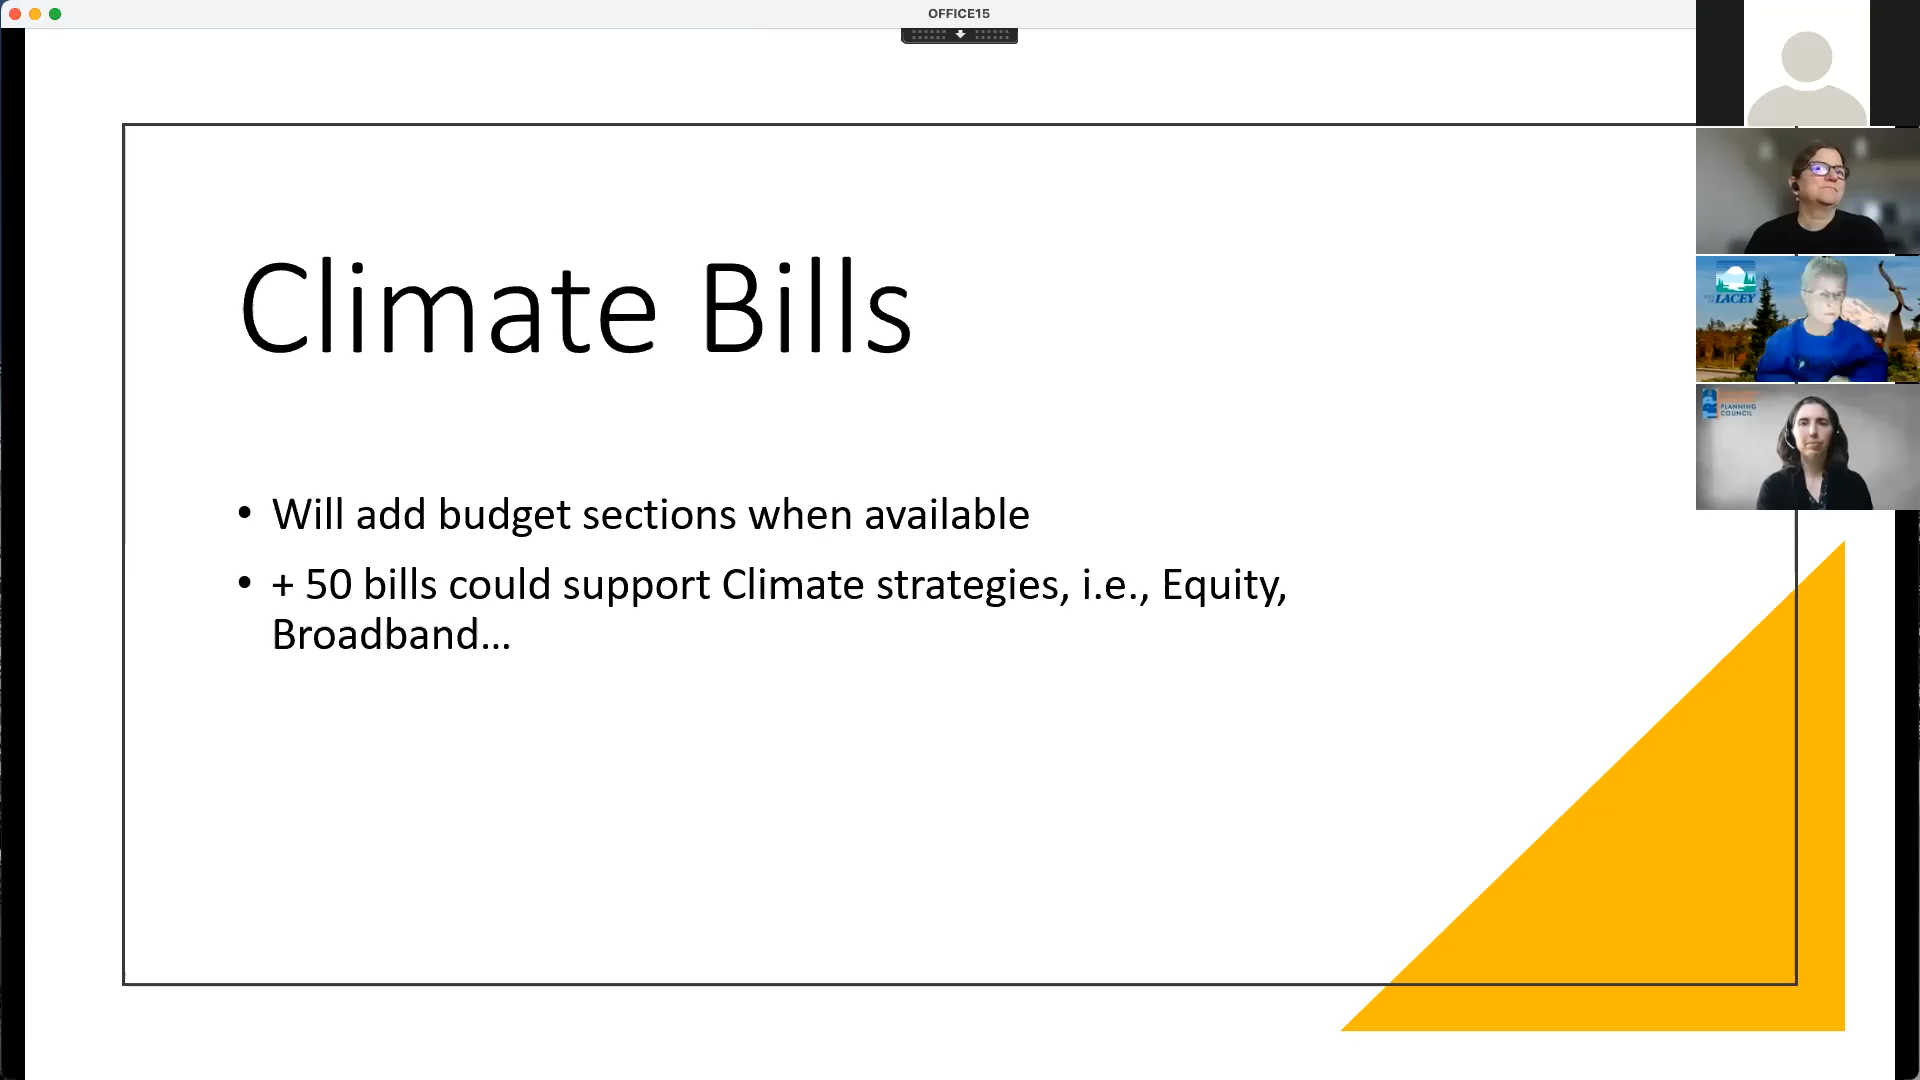 OFFICE15
Climate Bills
• Will add budget sections when available
• + 50 bills could support Climate strategies, i.e., Equity,
Broadband...
LACEY
PLANNING
COUNCIL